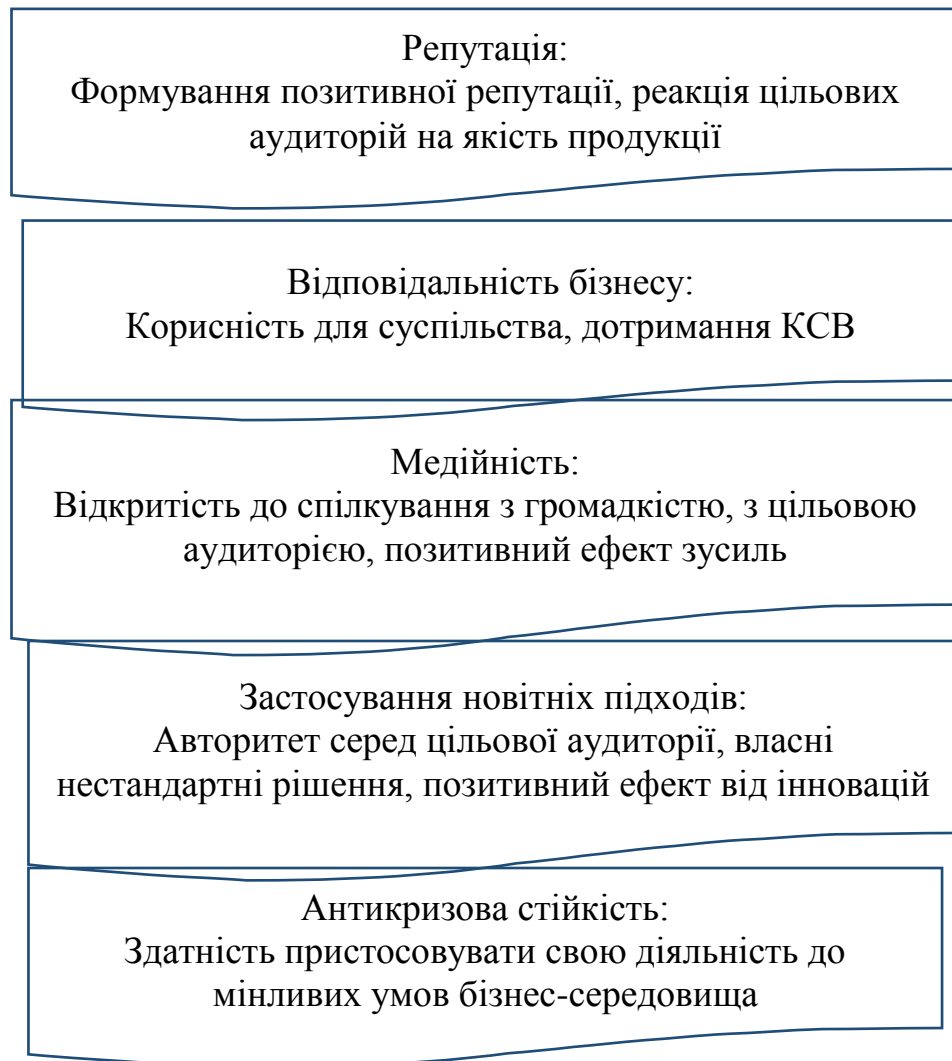 Репутація:
Формування позитивної репутації, реакція цільових
аудиторій на якість продукції
Відповідальність бізнесу:
Корисність для суспільства, дотримання КСВ
Медійність:
Відкритість до спілкування з громадкістю, з цільовою
аудиторією, позитивний ефект зусиль
Застосування новітніх підходів:
Авторитет серед цільової аудиторії, власні
нестандартні рішення, позитивний ефект від інновацій
Антикризова стійкість:
Здатність пристосовувати свою діяльність до
мінливих умов бізнес-середовища